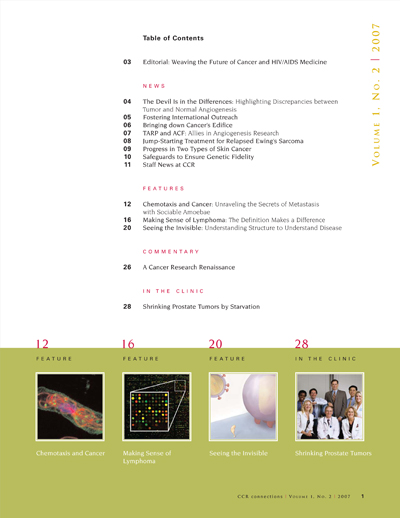 Table of Contents
VOLUME 1, NO. 2 | 2007
03 Editorial: Weaving the Future of Cancer and HIV/AIDS Medicine
NEWS
04 The Devil Is in the Differences: Highlighting Discrepancies between
Tumor and Normal Angiogenesis
05 Fostering International Outreach
06 Bringing down Cancer's Edifice
07 TARP and ACF: Allies in Angiogenesis Research
08 Jump-Starting Treatment for Relapsed Ewing's Sarcoma
09 Progress in Two Types of Skin Cancer
10 Safeguards to Ensure Genetic Fidelity
11 Staff News at CCR
FEATURES
12 Chemotaxis and Cancer: Unraveling the Secrets of Metastasis
with Sociable Amoebae
16 Making Sense of Lymphoma: The Definition Makes a Difference
20 Seeing the Invisible: Understanding Structure to Understand Disease
COMMENTARY
26 A Cancer Research Renaissance
IN THE CLINIC
28 Shrinking Prostate Tumors by Starvation
12 16 20 28
FEATURE FEATURE FEATURE IN THE CLINIC
Chemotaxis and Cancer Making Sense of Seeing the Invisible Shrinking Prostate Tumors
Lymphoma
CCR connections | VOLUME 1, NO. 2 | 2007 1